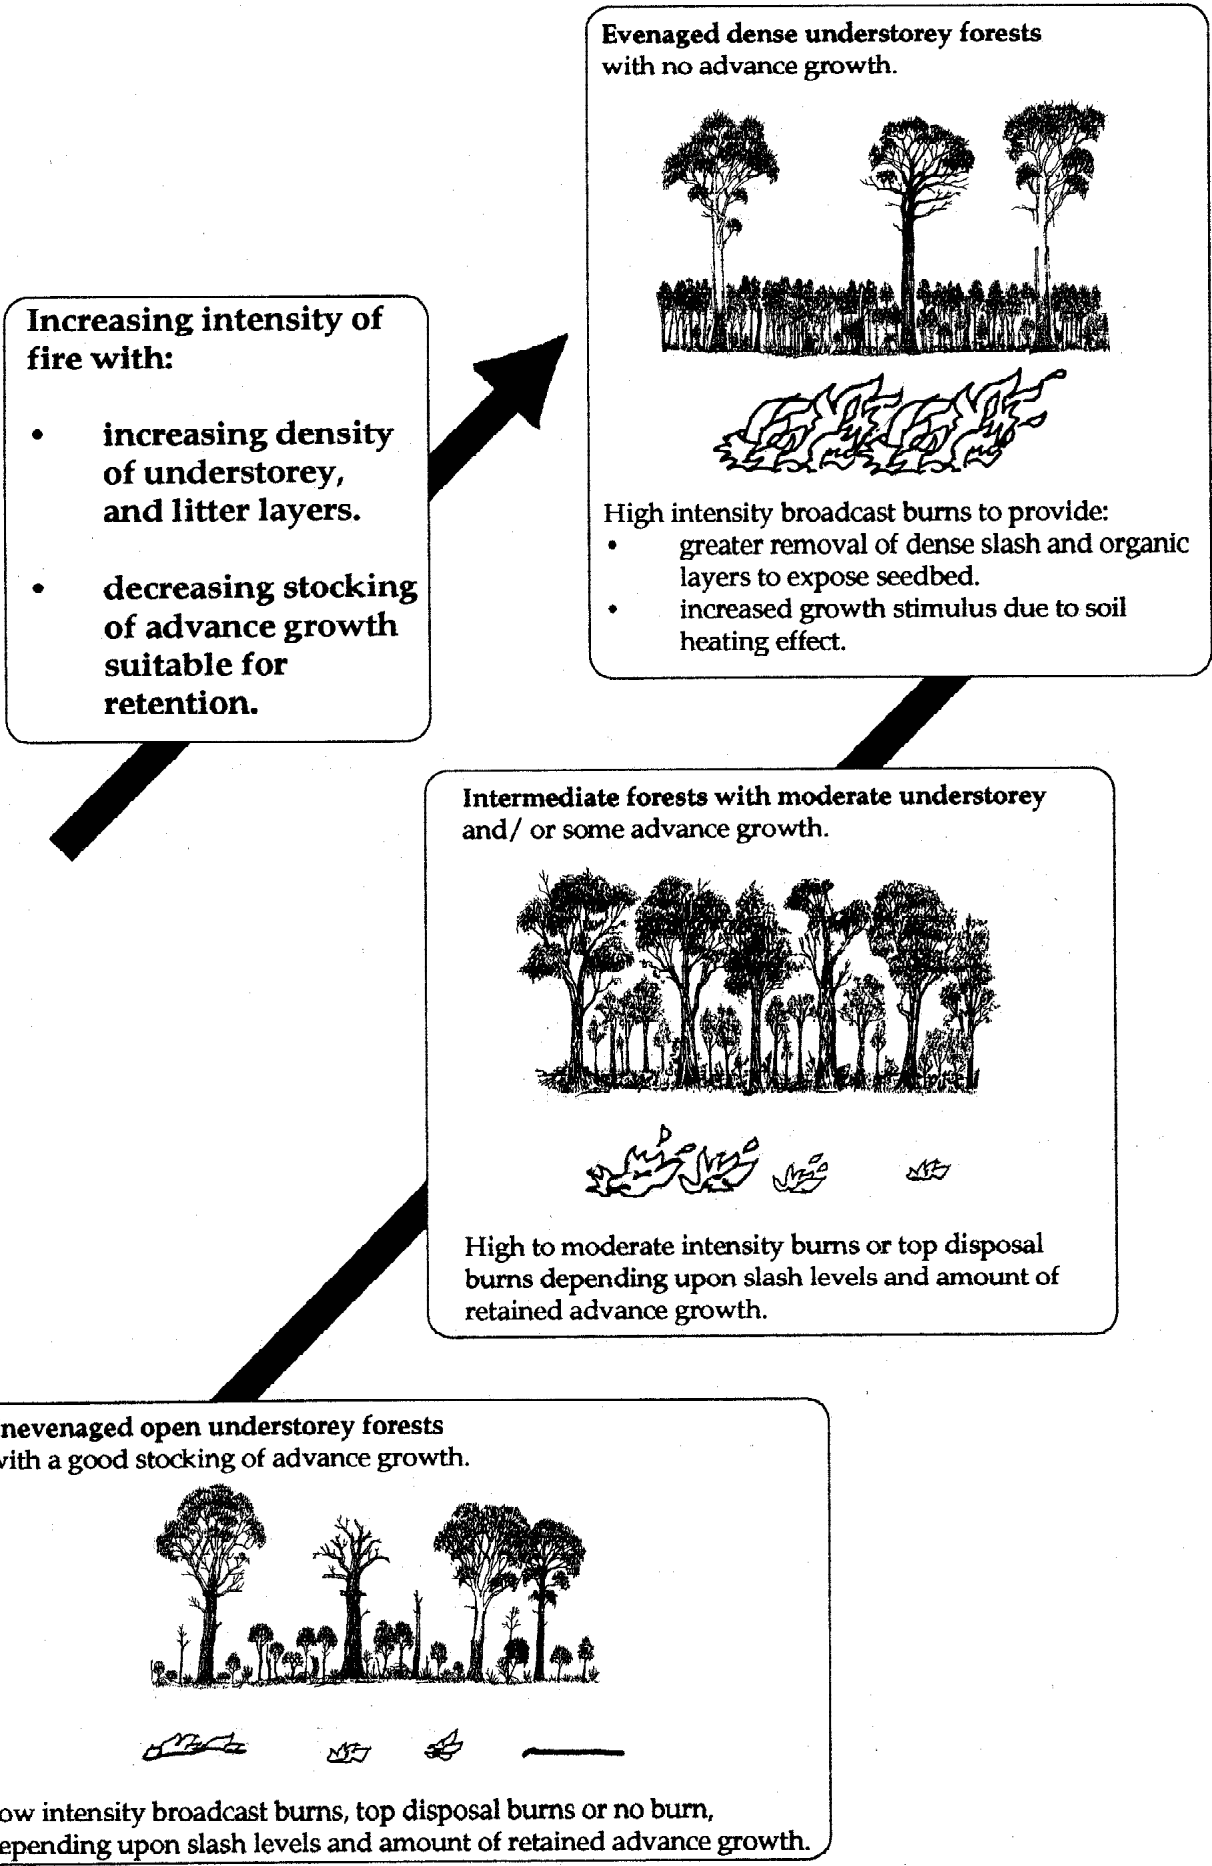 Evenaged dense understorey forests
with no advance growth.
High intensity broadcast burns to provide:
• greater removal of dense slash and organic
layers to expose seedbed.
• increased growth stimulus due to soil
heating effect.
Increasing intensity of
fire with:
• increasing density
of understorey,
and litter layers.
• decreasing stocking
of advance growth
suitable for
retention.
Intermediate forests with moderate understorey
and/ or some advance growth.
High to moderate intensity burns or top disposal
burns depending upon slash levels and amount of
retained advance growth.
nevenaged open understorey forests
vith a good stocking of advance growth.
ow intensity broadcast burns, top disposal burns or no burn,
epending upon slash levels and amount of retained advance growth.